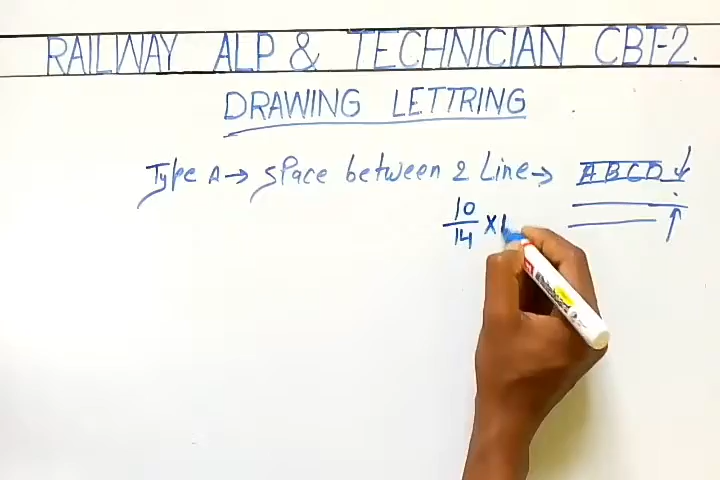 RAILWAY ALP & TECHNICIAN CBT-2.
DRAWING LETTRING
Type A → Space between 2 Line → ABCD
10
14 ×